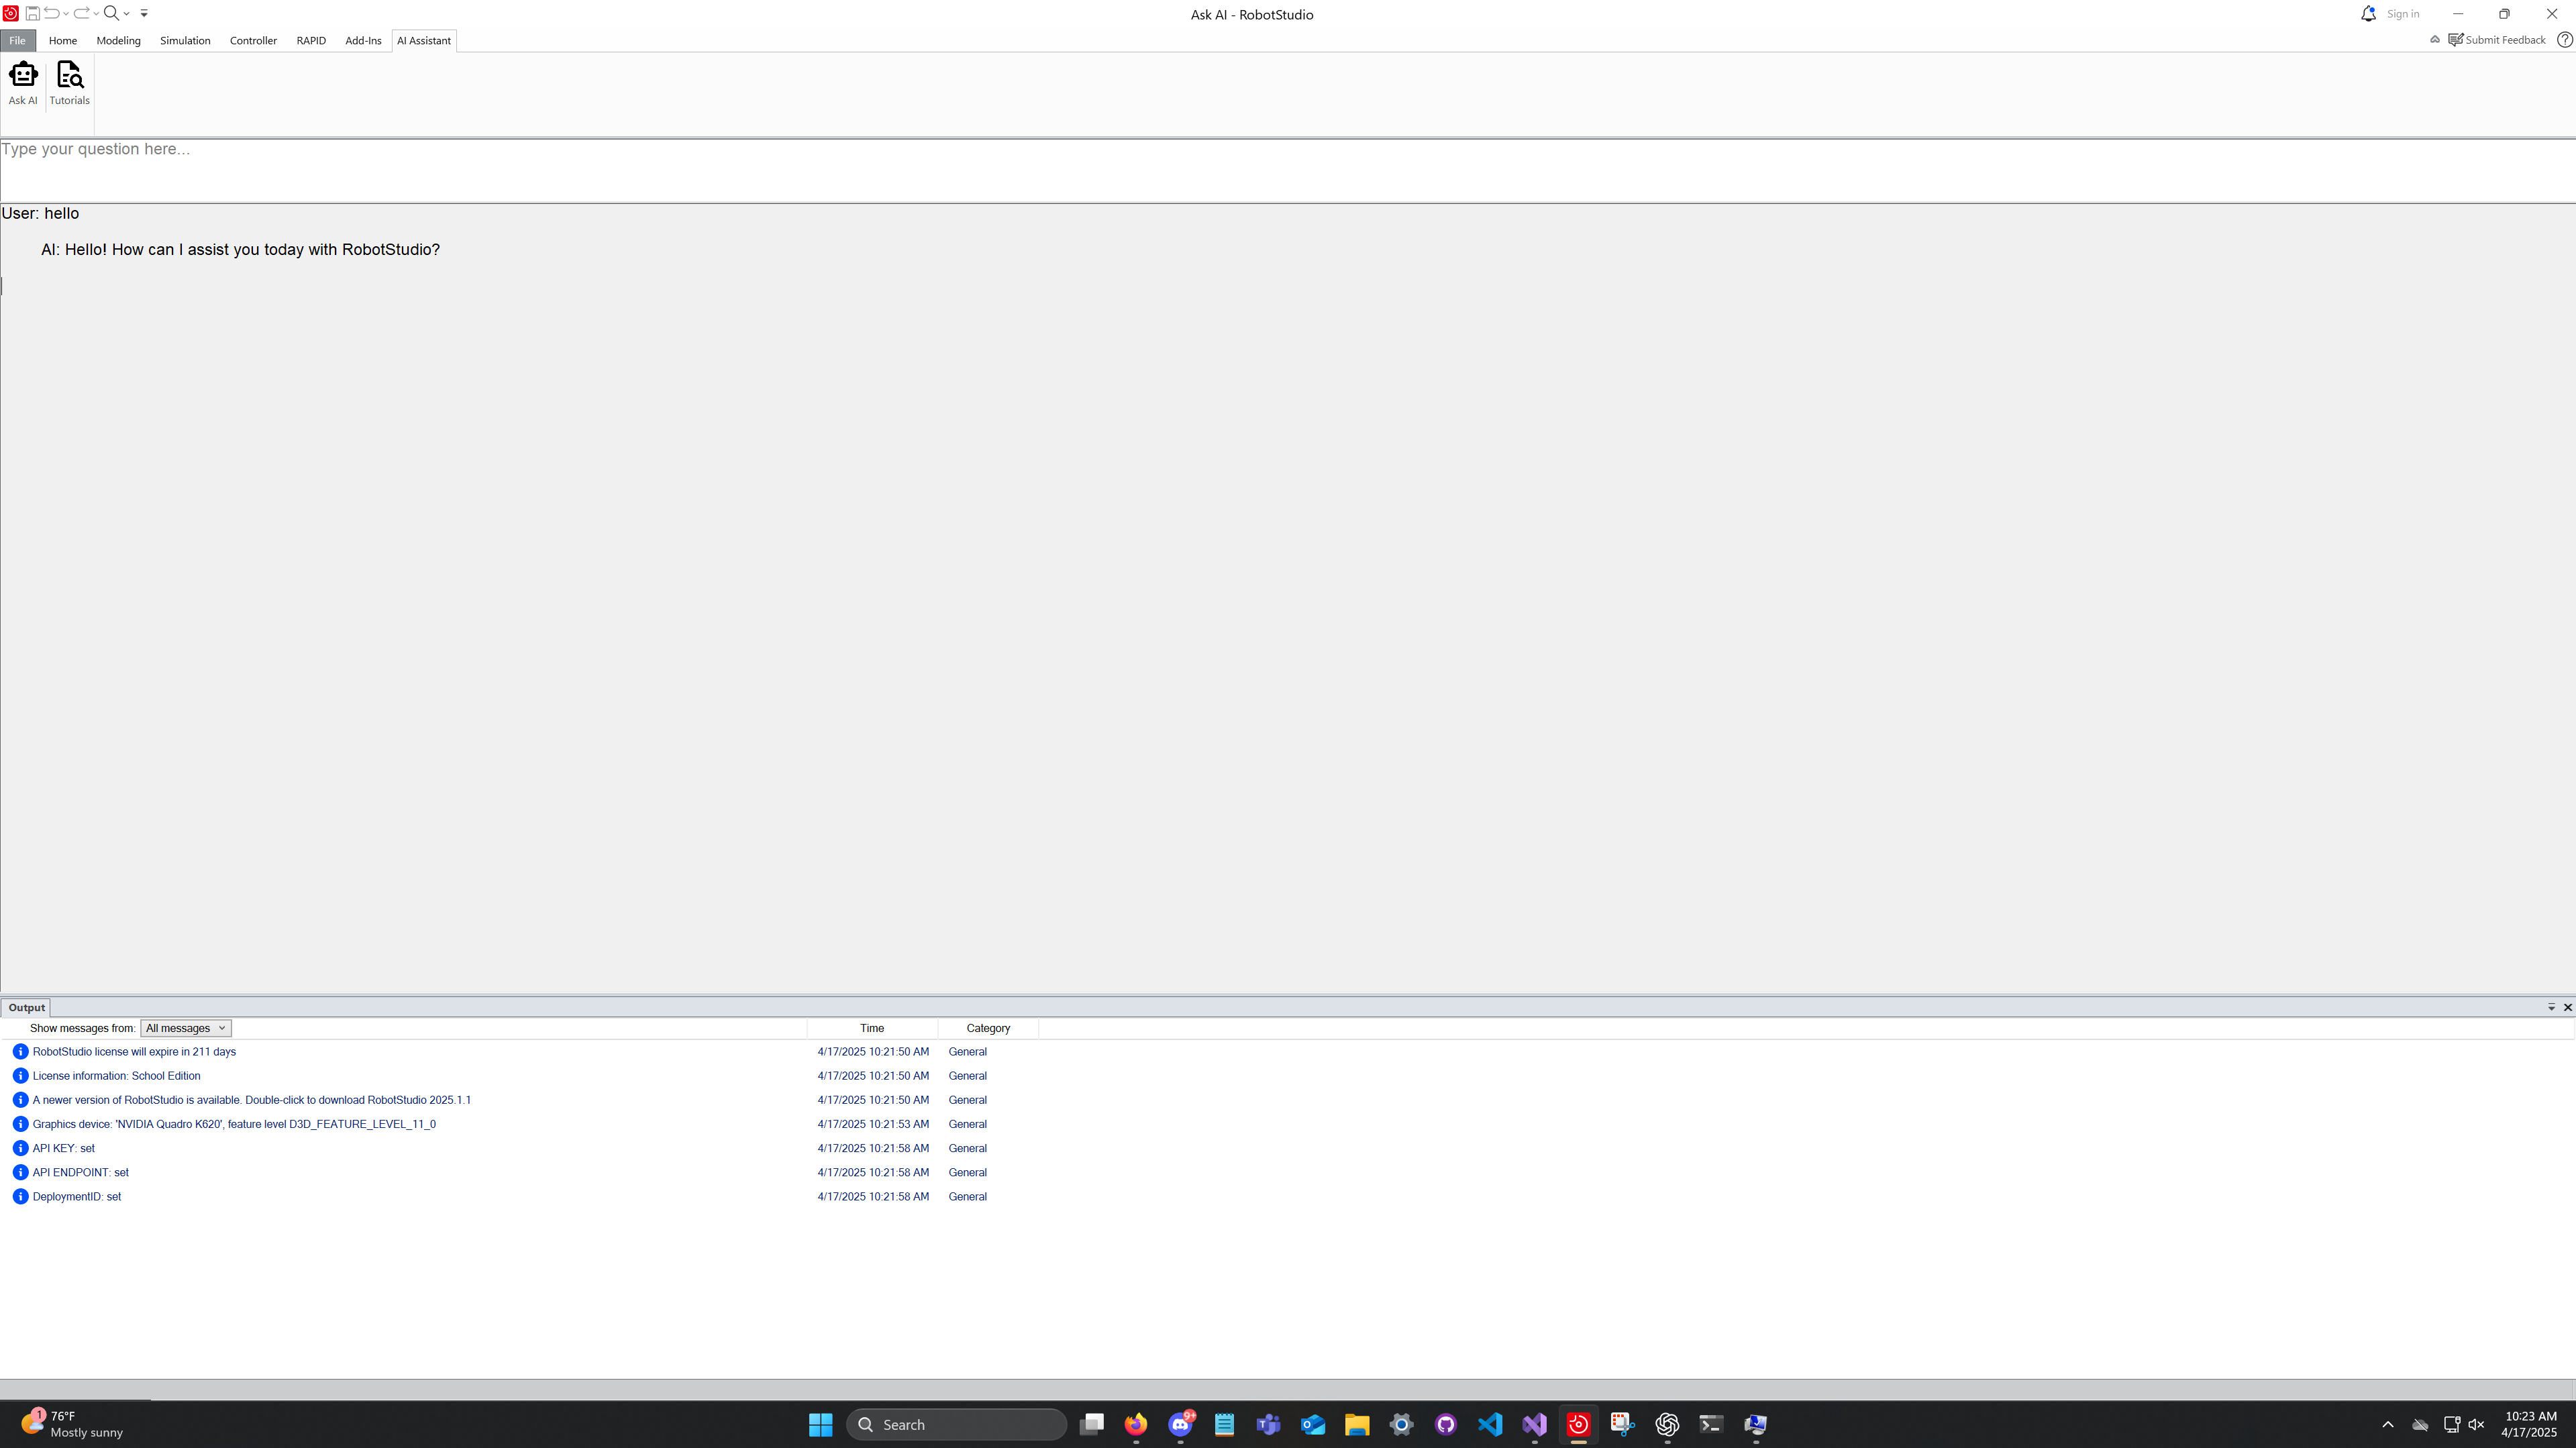 Ask AI - RobotStudio
Sign in
File Home Modeling Simulation Controller RAPID Add-Ins AI Assistant
Submit Feedback
Ask AI Tutorials
Type your question here...
User: hello
AI: Hello! How can I assist you today with RobotStudio?
Output
Show messages from: All messages Time Category
RobotStudio license will expire in 211 days 4/17/2025 10:21:50 AM General
License information: School Edition 4/17/2025 10:21:50 AM General
A newer version of RobotStudio is available. Double-click to download RobotStudio 2025.1.1 4/17/2025 10:21:50 AM General
Graphics device: 'NVIDIA Quadro K620', feature level D3D_FEATURE_LEVEL_11_0 4/17/2025 10:21:53 AM General
API KEY: set 4/17/2025 10:21:58 AM General
API ENDPOINT: set 4/17/2025 10:21:58 AM General
DeploymentID: set 4/17/2025 10:21:58 AM General
1
76°F
Mostly sunny
Search
9+
10:23 AM
4/17/2025